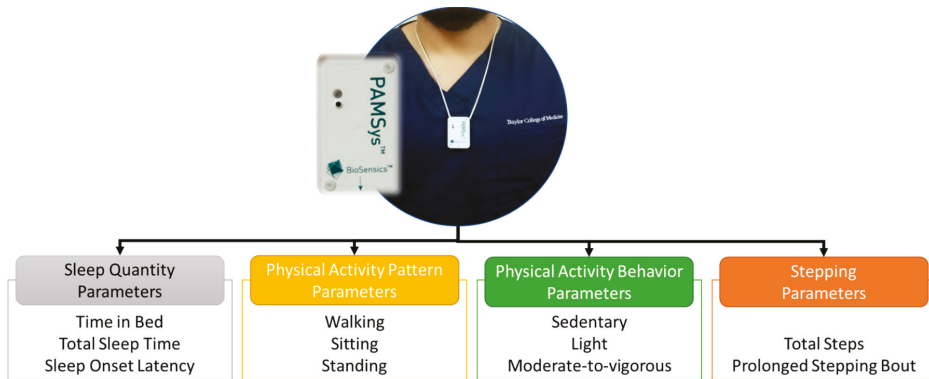 PAMSys™
BioSensics™
Baylor College of Medicine
Sleep Quantity
Parameters
Time in Bed
Total Sleep Time
Sleep Onset Latency
Physical Activity Pattern
Parameters
Walking
Sitting
Standing
Physical Activity Behavior
Parameters
Sedentary
Light
Moderate-to-vigorous
Stepping
Parameters
Total Steps
Prolonged Stepping Bout